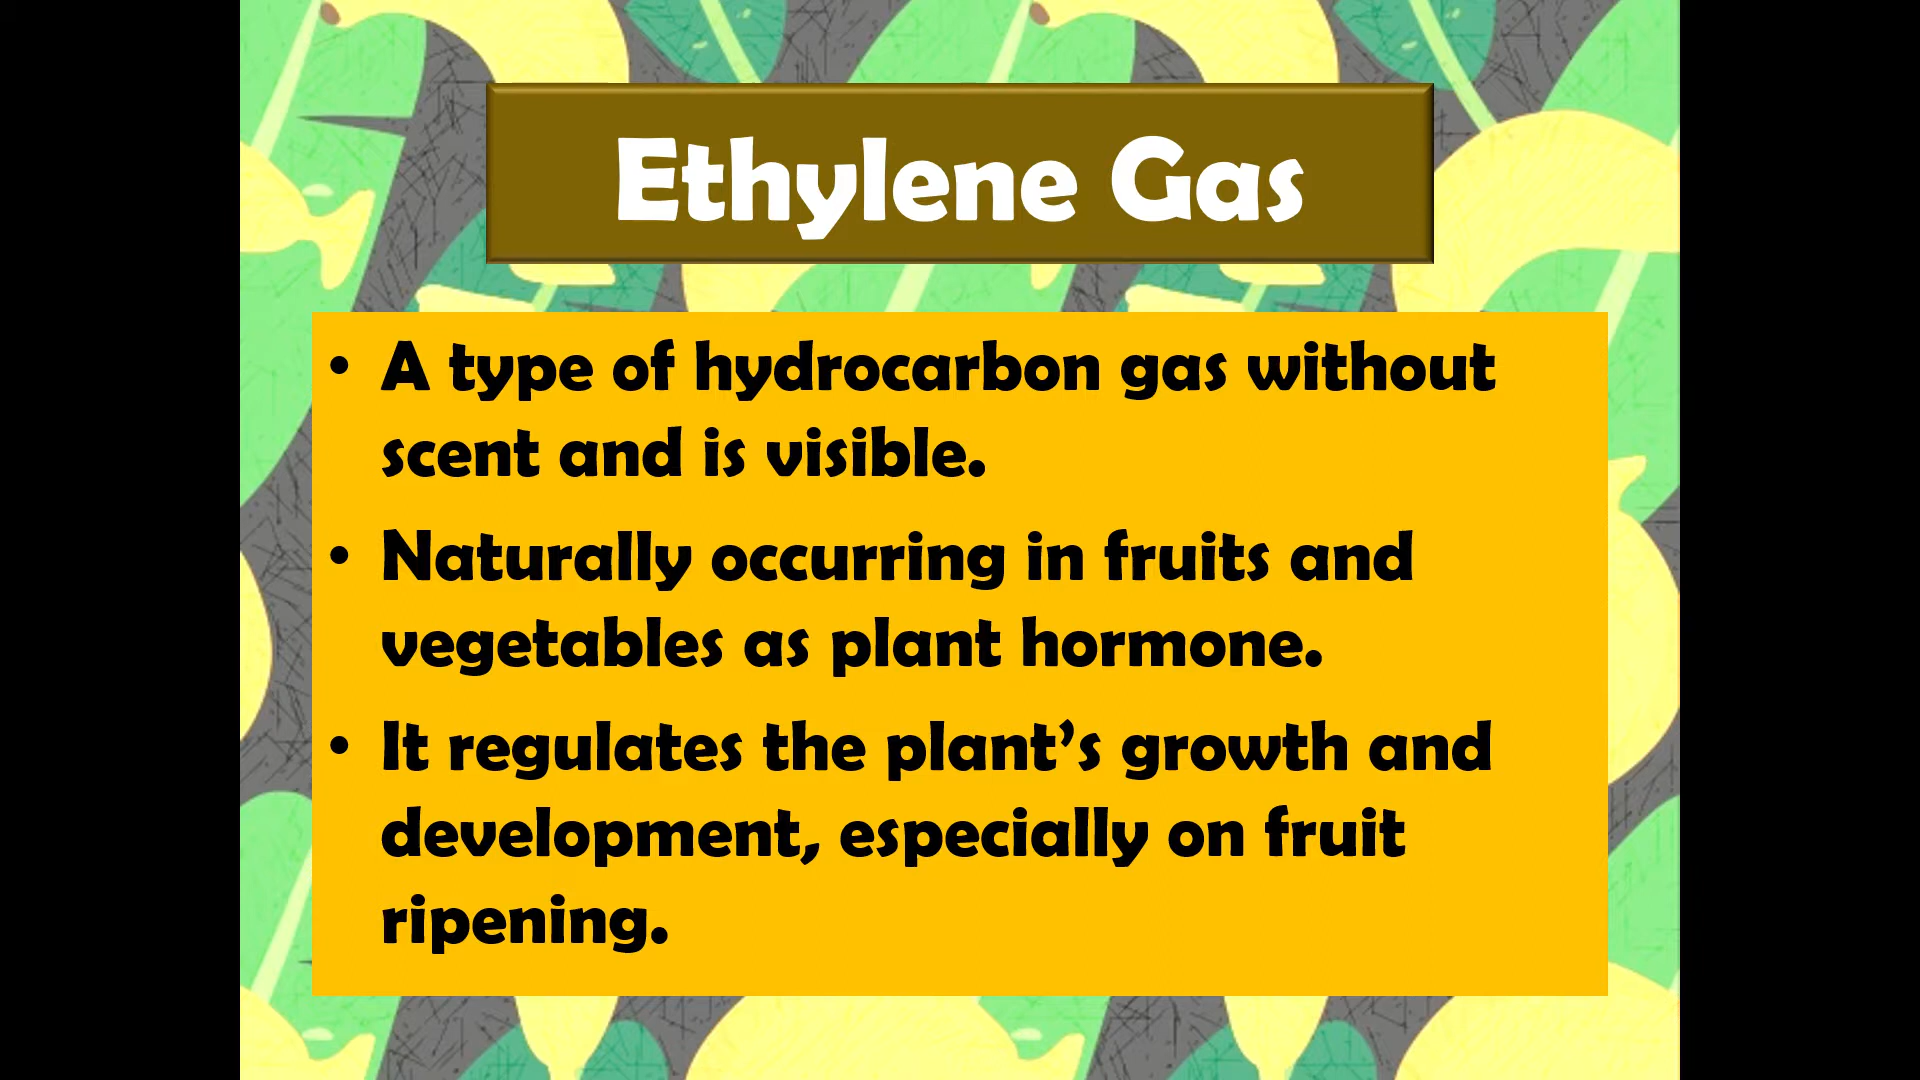 Ethylene Gas
• A type of hydrocarbon gas without
scent and is visible.
• Naturally occurring in fruits and
vegetables as plant hormone.
• It regulates the plant’s growth and
development, especially on fruit
ripening.